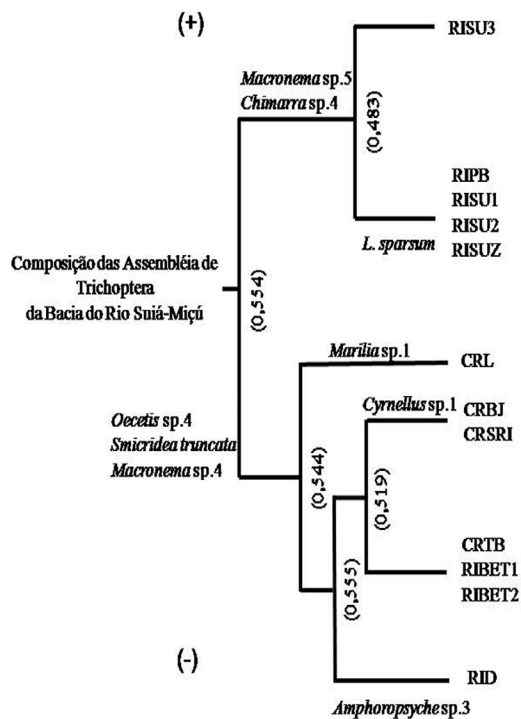 (+)
RISU3
Macronema sp.5
Chimarra sp.4
(0,483)
RIPB
RISU1
RISU2
RISUZ
L. sparsum
Composição das Assembléia de
Trichoptera
da Bacia do Rio Suiá-Miçú
(0,554)
Marilia sp.1
CRL
Cyrnellus sp.1
CRBJ
CRSRI
Oecetis sp.4
Smicridea truncata
Macronema sp.4
(0,544)
(0,519)
CRTB
RIBET1
RIBET2
(0,555)
(-)
RID
Amphoropsyche sp.3